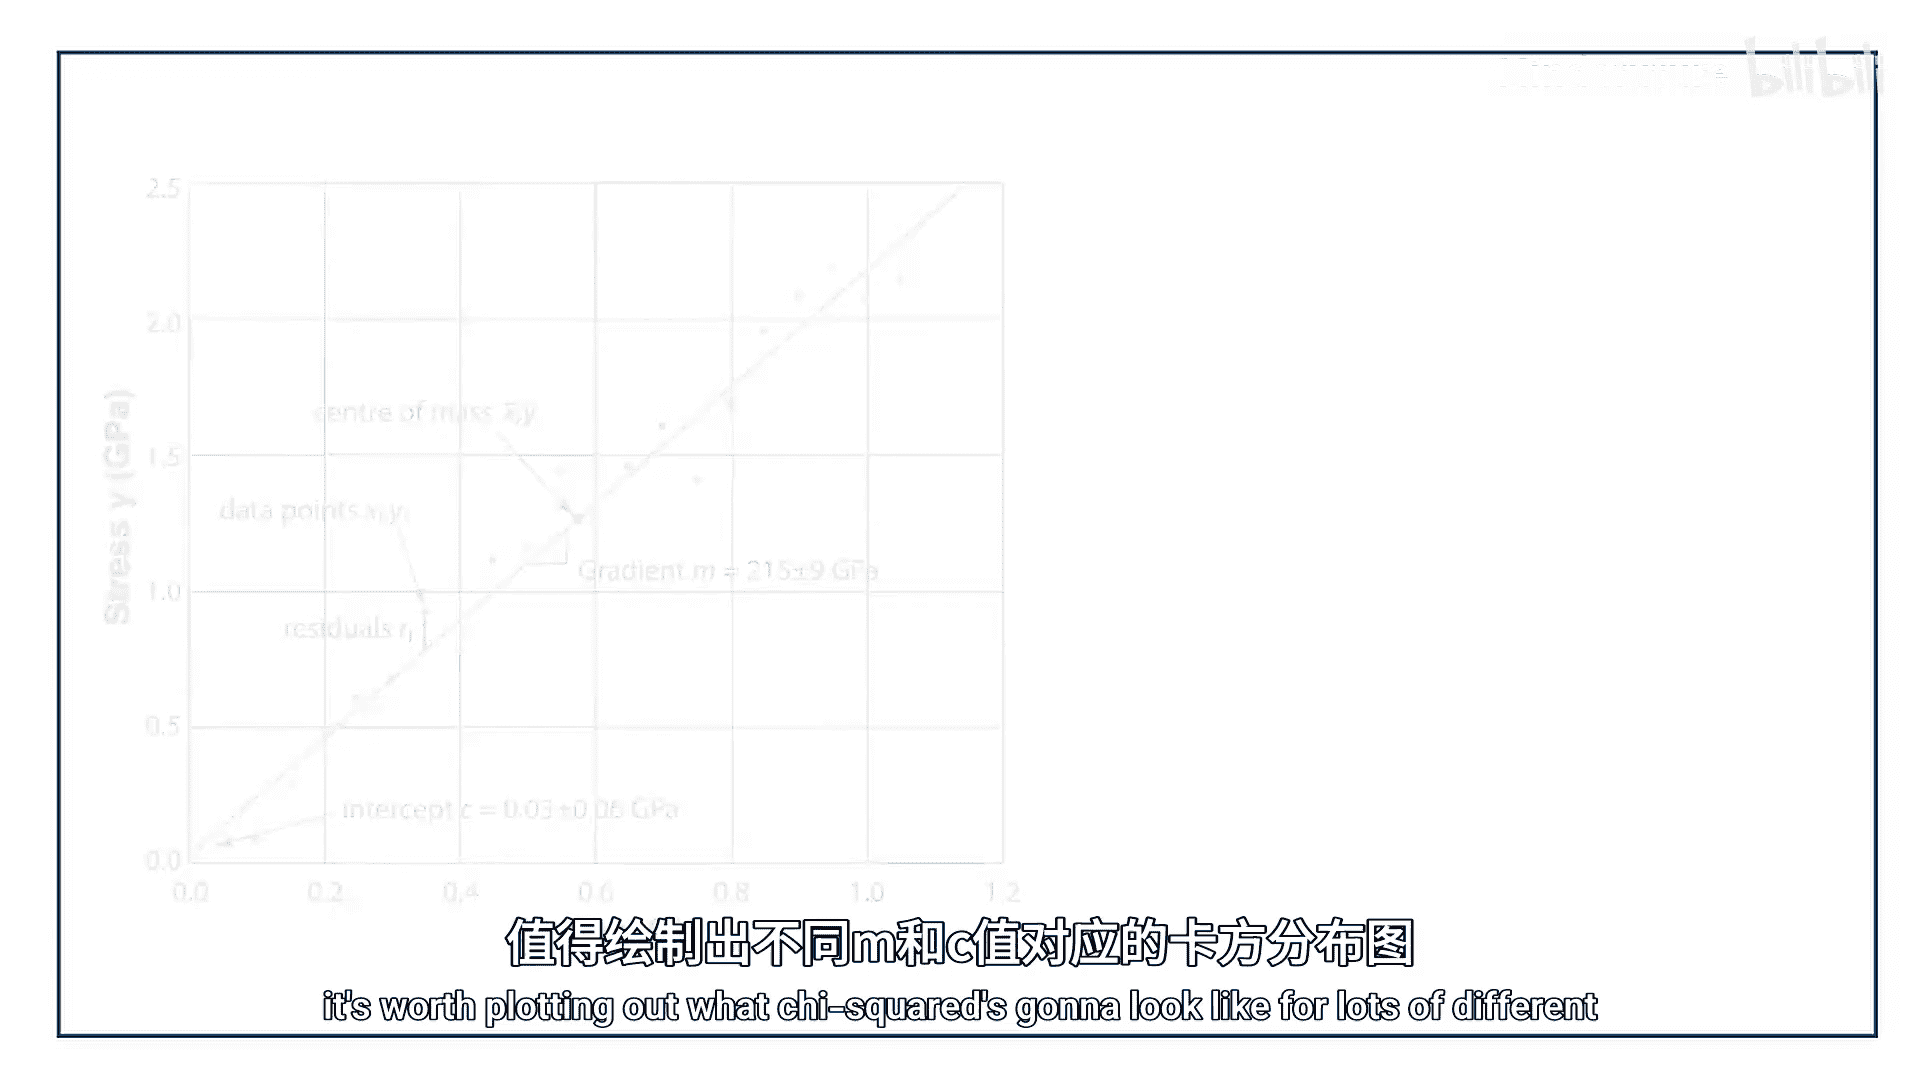 bilibili
2.5
2.0
centre of mass x̄,ȳ
1.5
data points xᵢ,yᵢ
Stress y (GPa)
Gradient m = 215±9 GPa
1.0
residuals rᵢ
0.5
intercept c = 0.03±0.06 GPa
0.0
0.0 0.2 0.4 0.6 0.8 1.0 1.2
值得绘制出不同m和c值对应的卡方分布图
it's worth plotting out what chi-squared's gonna look like for lots of different